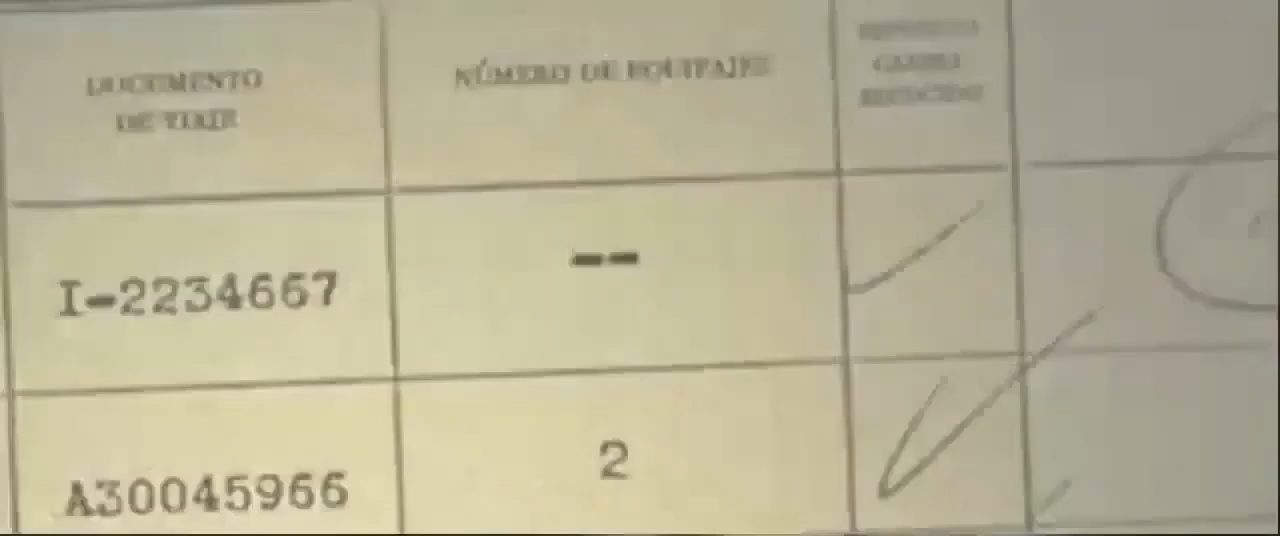 DOCUMENTO
DE VIAJE
NÚMERO DE EQUIPAJE
I-2234667
--
A30045966
2